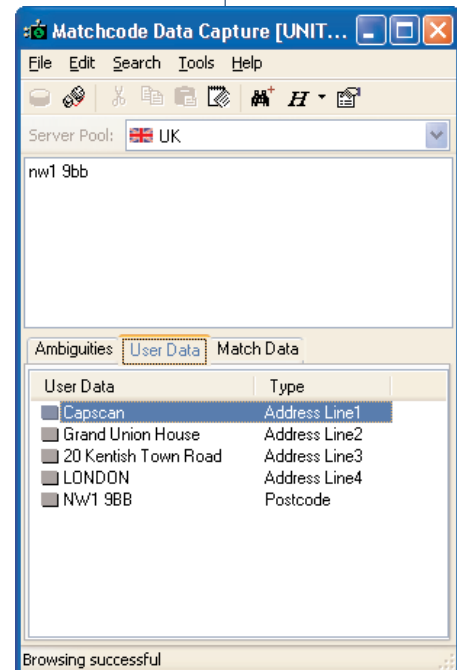 Matchcode Data Capture [UNIT...
File Edit Search Tools Help
H
Server Pool: UK
nw1 9bb
Ambiguities User Data Match Data
User Data Type
Capscan Address Line1
Grand Union House Address Line2
20 Kentish Town Road Address Line3
LONDON Address Line4
NW1 9BB Postcode
Browsing successful